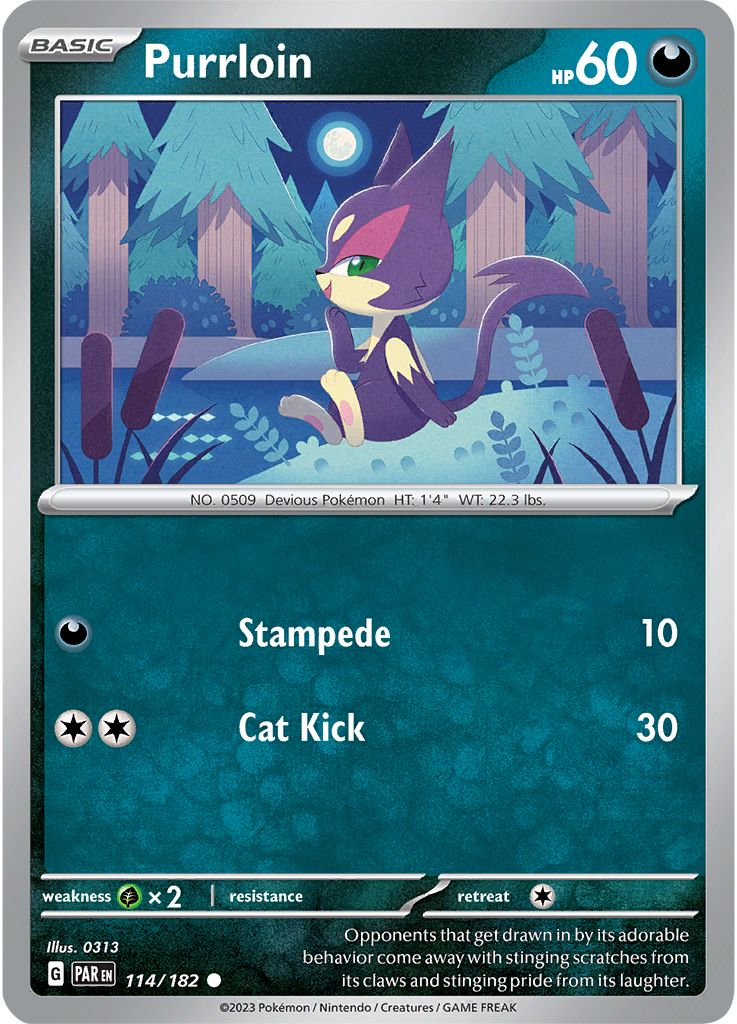 BASIC
Purrloin
HP60
NO. 0509 Devious Pokémon HT: 1'4" WT: 22.3 lbs.
Stampede 10
Cat Kick 30
weakness ×2 resistance retreat
Illus. 0313
G PAR EN 114/182
Opponents that get drawn in by its adorable
behavior come away with stinging scratches from
its claws and stinging pride from its laughter.
©2023 Pokémon / Nintendo / Creatures / GAME FREAK